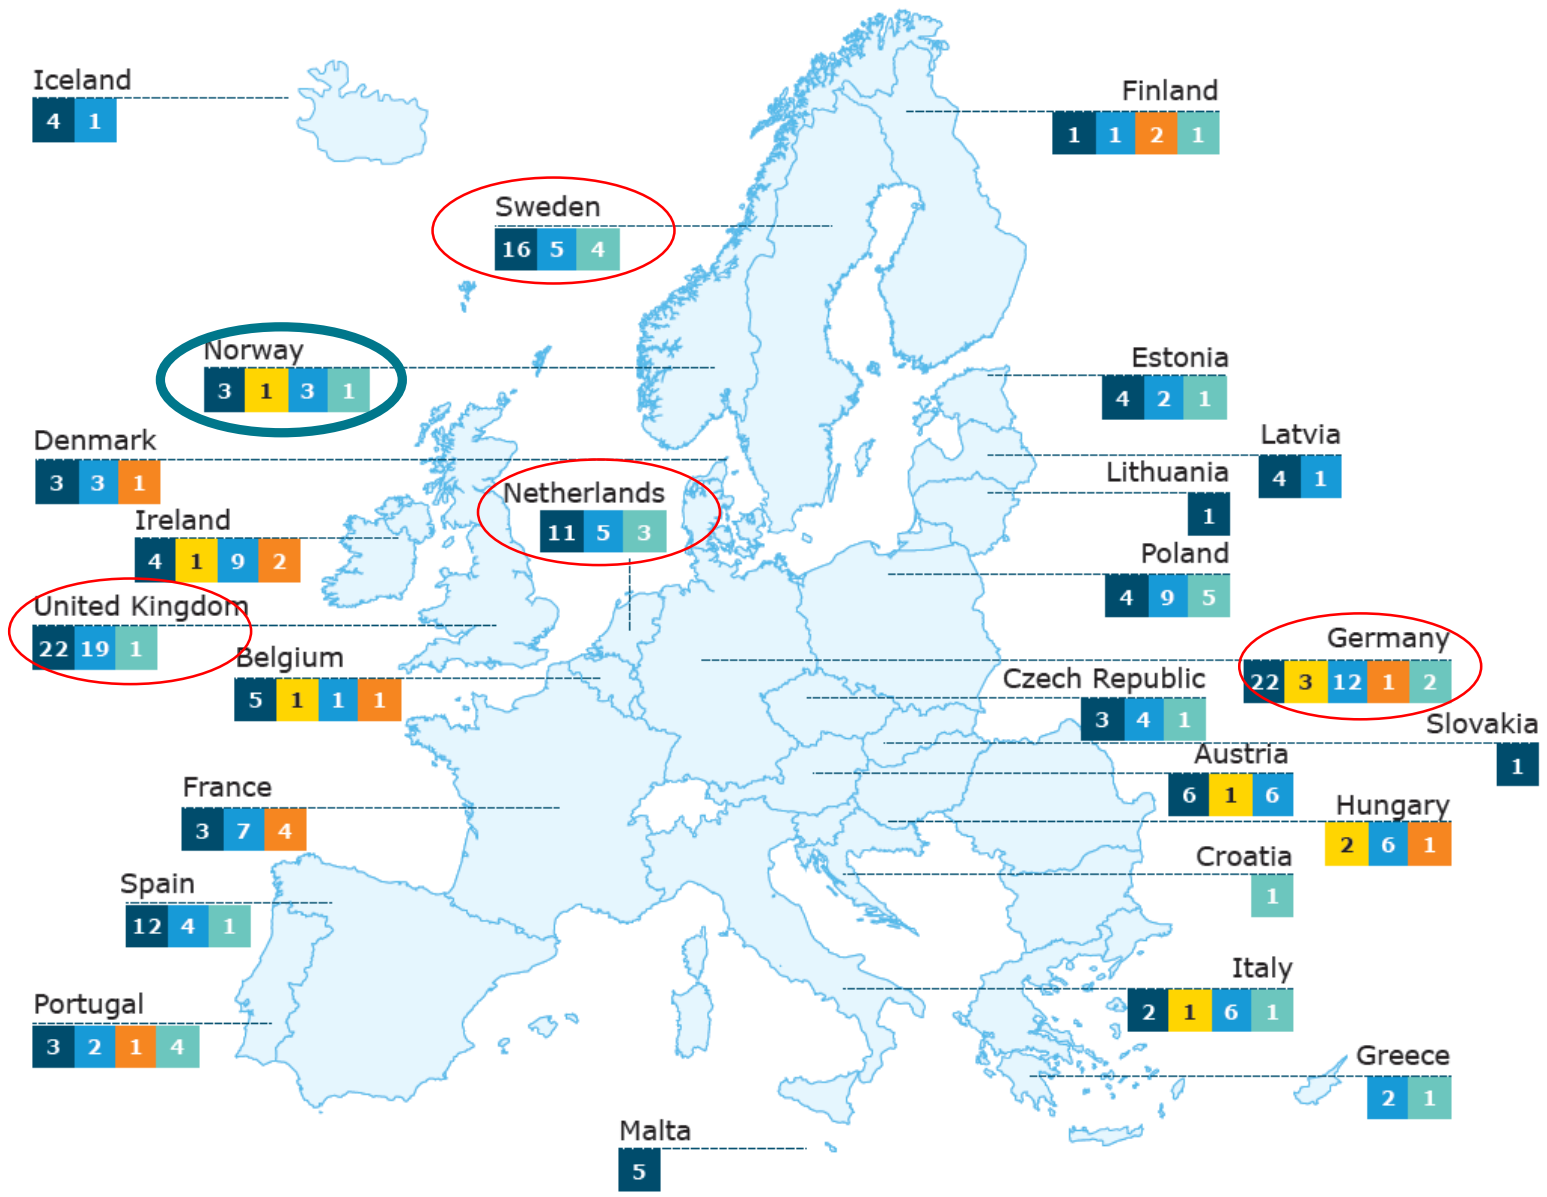 Iceland
4 1
Finland
1 1 2 1
Sweden
16 5 4
Norway
3 1 3 1
Estonia
4 2 1
Denmark
3 3 1
Latvia
4 1
Lithuania
1
Netherlands
11 5 3
Ireland
4 1 9 2
Poland
4 9 5
United Kingdom
22 19 1
Germany
22 3 12 1 2
Belgium
5 1 1 1
Czech Republic
3 4 1
Slovakia
1
Austria
6 1 6
France
3 7 4
Hungary
2 6 1
Croatia
1
Spain
12 4 1
Italy
2 1 6 1
Portugal
3 2 1 4
Greece
2 1
Malta
5